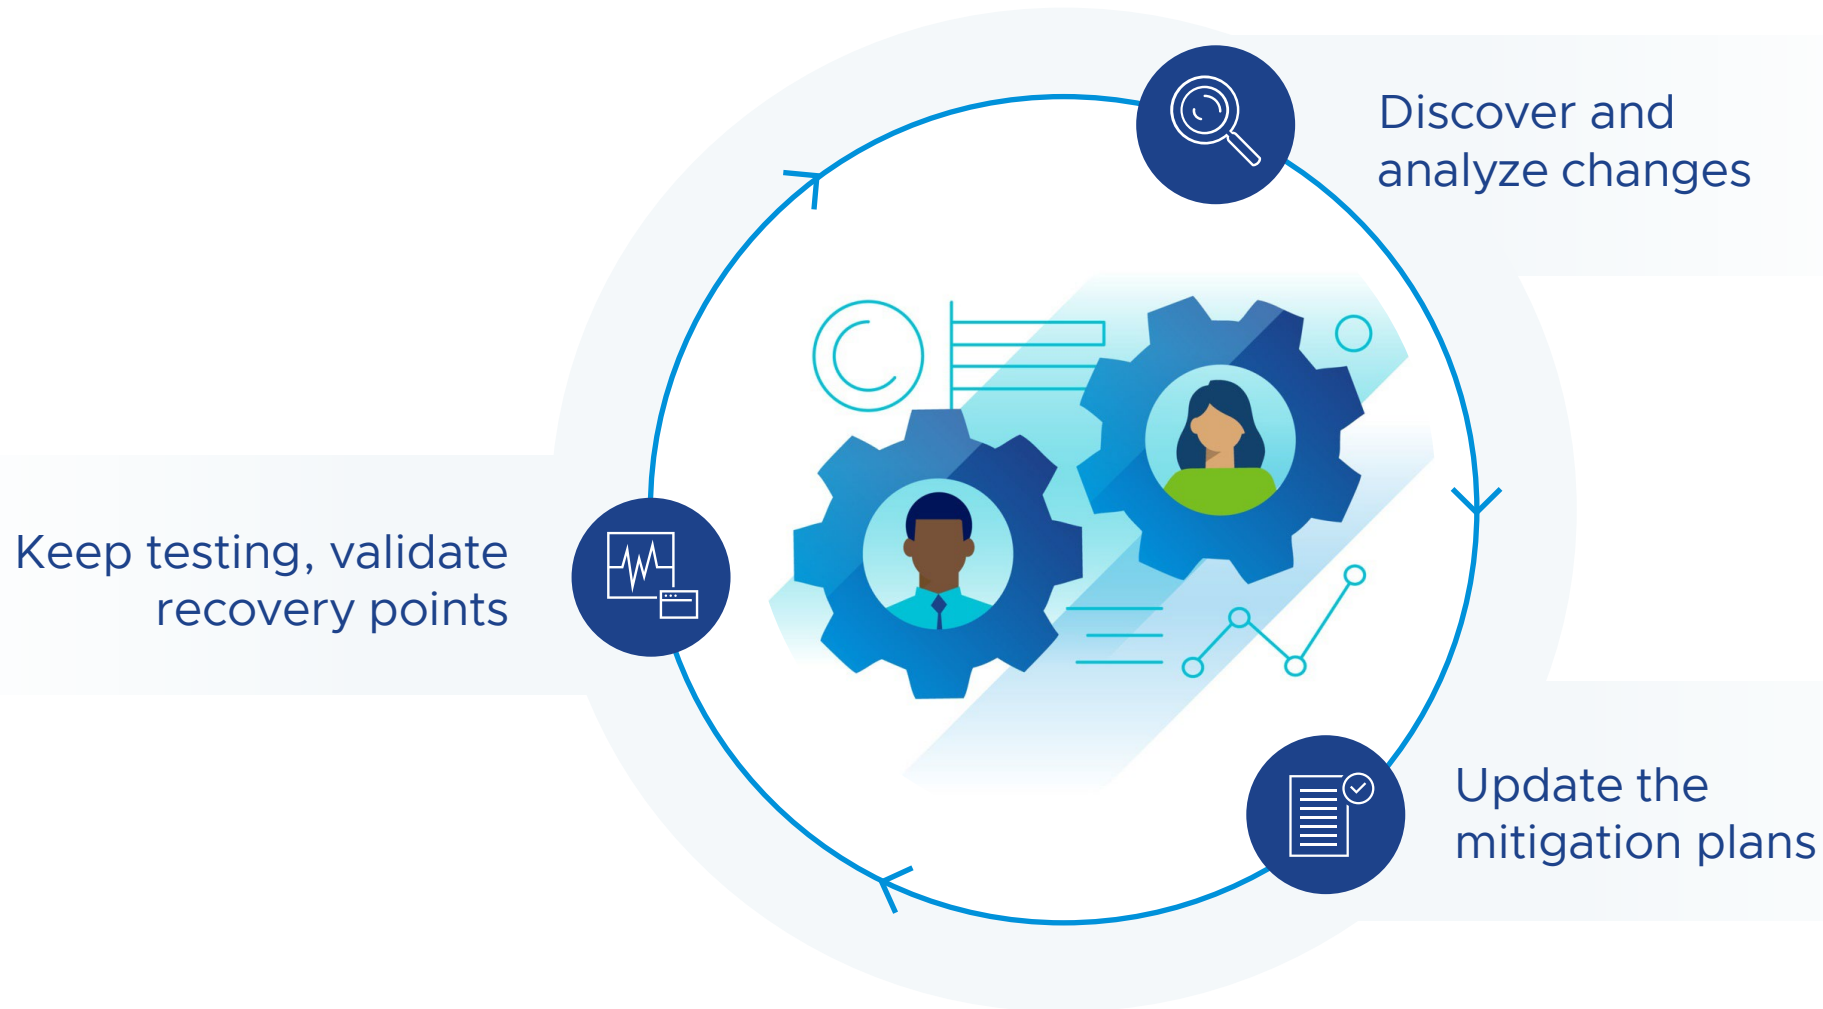 Discover and
analyze changes
Keep testing, validate
recovery points
Update the
mitigation plans